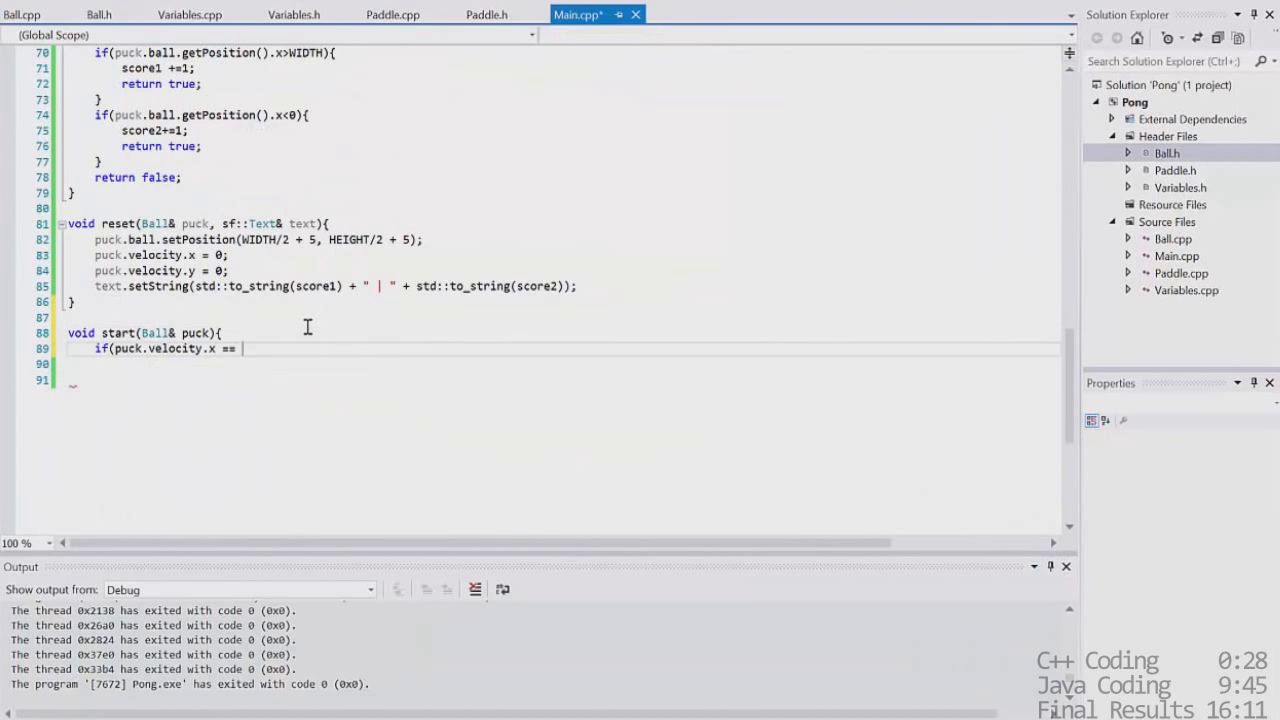 Ball.cpp Ball.h Variables.cpp Variables.h Paddle.cpp Paddle.h Main.cpp*
(Global Scope)
70 if(puck.ball.getPosition().x>WIDTH){
71 score1 +=1;
72 return true;
73 }
74 if(puck.ball.getPosition().x<0){
75 score2+=1;
76 return true;
77 }
78 return false;
79 }
80
81 void reset(Ball& puck, sf::Text& text){
82 puck.ball.setPosition(WIDTH/2 + 5, HEIGHT/2 + 5);
83 puck.velocity.x = 0;
84 puck.velocity.y = 0;
85 text.setString(std::to_string(score1) + " | " + std::to_string(score2));
86 }
87
88 void start(Ball& puck){
89 if(puck.velocity.x ==
90
91
100 %
Output
Show output from: Debug
The thread 0x2138 has exited with code 0 (0x0).
The thread 0x26a0 has exited with code 0 (0x0).
The thread 0x2824 has exited with code 0 (0x0).
The thread 0x37e0 has exited with code 0 (0x0).
The thread 0x33b4 has exited with code 0 (0x0).
The program '[7672] Pong.exe' has exited with code 0 (0x0).
Solution Explorer
Search Solution Explorer (Ctrl+;)
Solution 'Pong' (1 project)
Pong
External Dependencies
Header Files
Ball.h
Paddle.h
Variables.h
Resource Files
Source Files
Ball.cpp
Main.cpp
Paddle.cpp
Variables.cpp
Properties
C++ Coding 0:28
Java Coding 9:45
Final Results 16:11